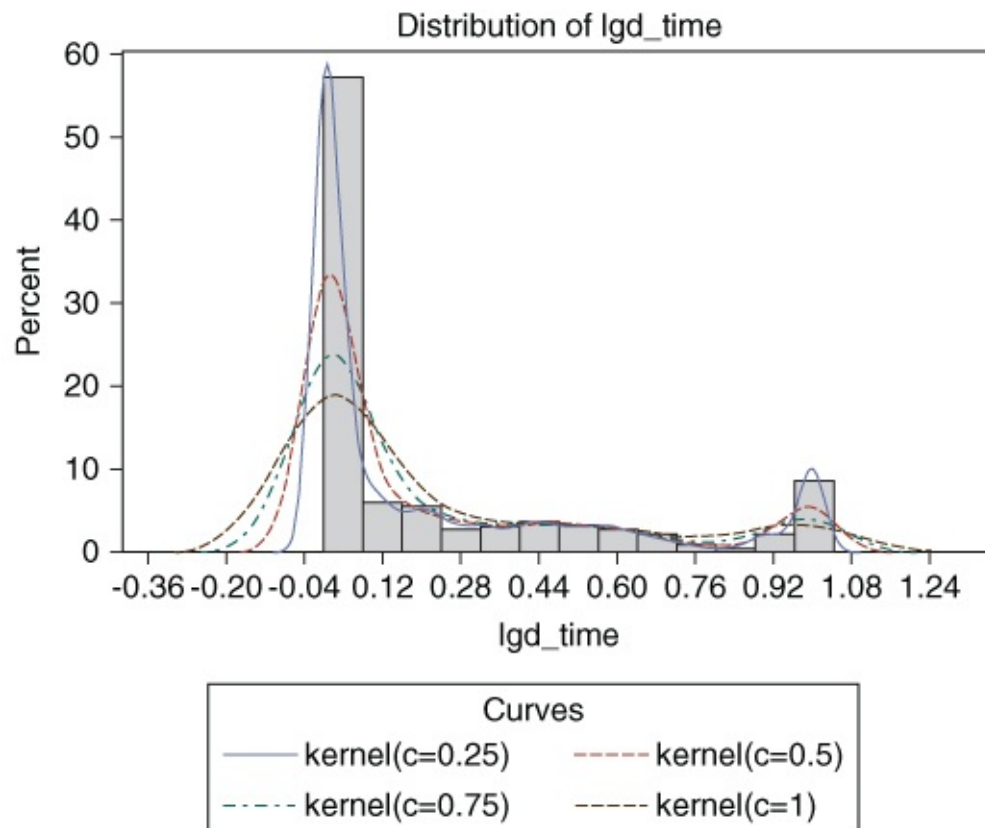 Distribution of lgd_time
60
50
40
30
20
10
0
Percent
-0.36 -0.20 -0.04 0.12 0.28 0.44 0.60 0.76 0.92 1.08 1.24
lgd_time
Curves
kernel(c=0.25) kernel(c=0.5)
kernel(c=0.75) kernel(c=1)